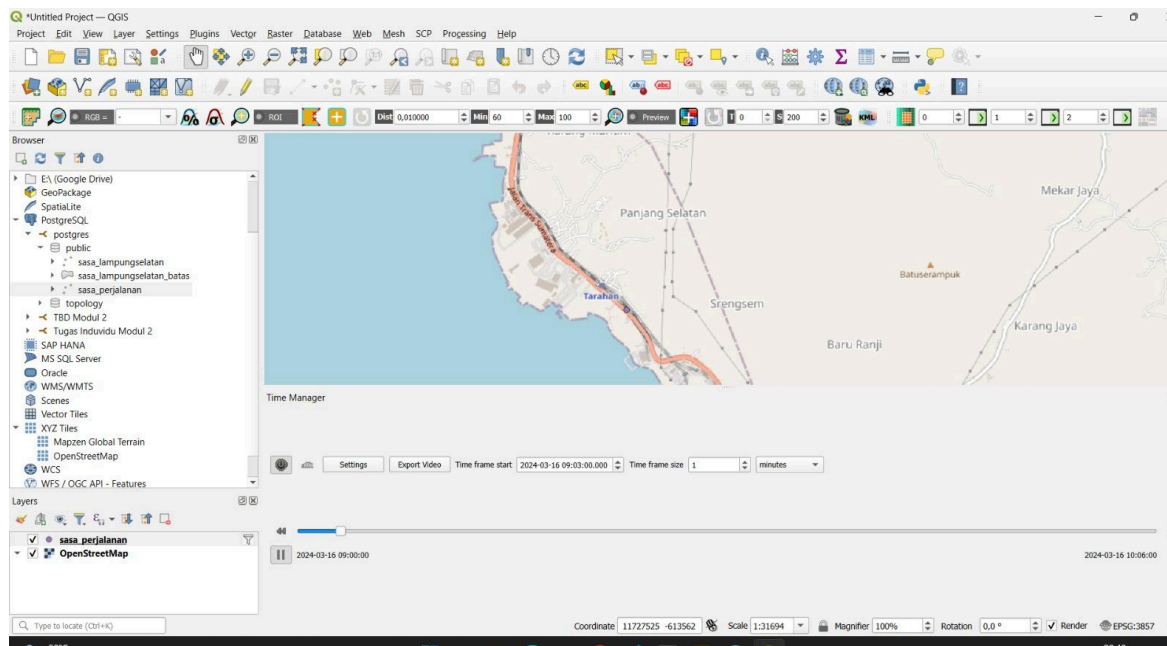 *Untitled Project — QGIS
Project Edit View Layer Settings Plugins Vector Raster Database Web Mesh SCP Processing Help
RGB = - ROI Dist 0,010000 Min 60 Max 100 Preview T 0 S 200 KML 0 1 2
Browser
E:\ (Google Drive)
GeoPackage
SpatiaLite
PostgreSQL
postgres
public
sasa_lampungselatan
sasa_lampungselatan_batas
sasa_perjalanan
topology
TBD Modul 2
Tugas Induvidu Modul 2
SAP HANA
MS SQL Server
Oracle
WMS/WMTS
Scenes
Vector Tiles
XYZ Tiles
Mapzen Global Terrain
OpenStreetMap
WCS
WFS / OGC API - Features
Layers
sasa_perjalanan
OpenStreetMap
Jalan Trans Sumatera
Panjang Selatan
Mekar Jaya
Batuserampuk
Tarahan
Srengsem
Karang Jaya
Baru Ranji
Time Manager
Settings Export Video Time frame start: 2024-03-16 09:03:00.000 Time frame size 1 minutes
2024-03-16 09:00:00 2024-03-16 10:06:00
Type to locate (Ctrl+K) Coordinate 11727525 -613562 Scale 1:31694 Magnifier 100% Rotation 0,0 ° Render EPSG:3857